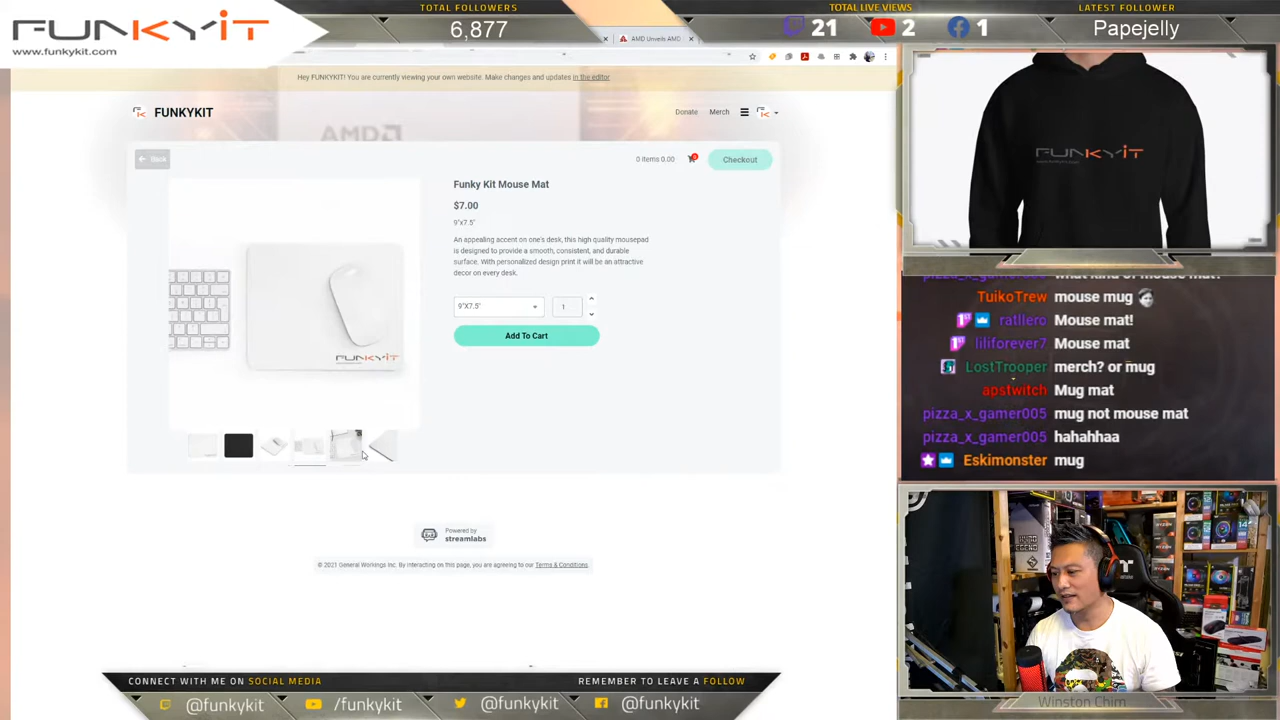 FUNKYIT
www.funkykit.com
TOTAL FOLLOWERS
6,877
TOTAL LIVE VIEWS
21 2 1
LATEST FOLLOWER
Papejelly
AMD Unveils AMD
Hey FUNKYKIT! You are currently viewing your own website. Make changes and updates in the editor
FUNKYKIT
Donate Merch
AMD
Back
0 items 0.00
Checkout
Funky Kit Mouse Mat
$7.00
9"x7.5"
An appealing accent on one's desk, this high quality mousepad
is designed to provide a smooth, consistent, and durable
surface. With personalized design print it will be an attractive
decor on every desk.
9"X7.5" 1
Add To Cart
FUNKYIT
Powered by
streamlabs
© 2021 General Workings Inc. By interacting on this page, you are agreeing to our Terms & Conditions.
FUNKYIT
pizza_x_gamer005 what kind of mouse mat?
TuikoTrew mouse mug
ratllero Mouse mat!
liliforever7 Mouse mat
LostTrooper merch? or mug
apstwitch Mug mat
pizza_x_gamer005 mug not mouse mat
pizza_x_gamer005 hahahhaa
Eskimonster mug
Winston Chim
CONNECT WITH ME ON SOCIAL MEDIA
REMEMBER TO LEAVE A FOLLOW
@funkykit /funkykit @funkykit @funkykit